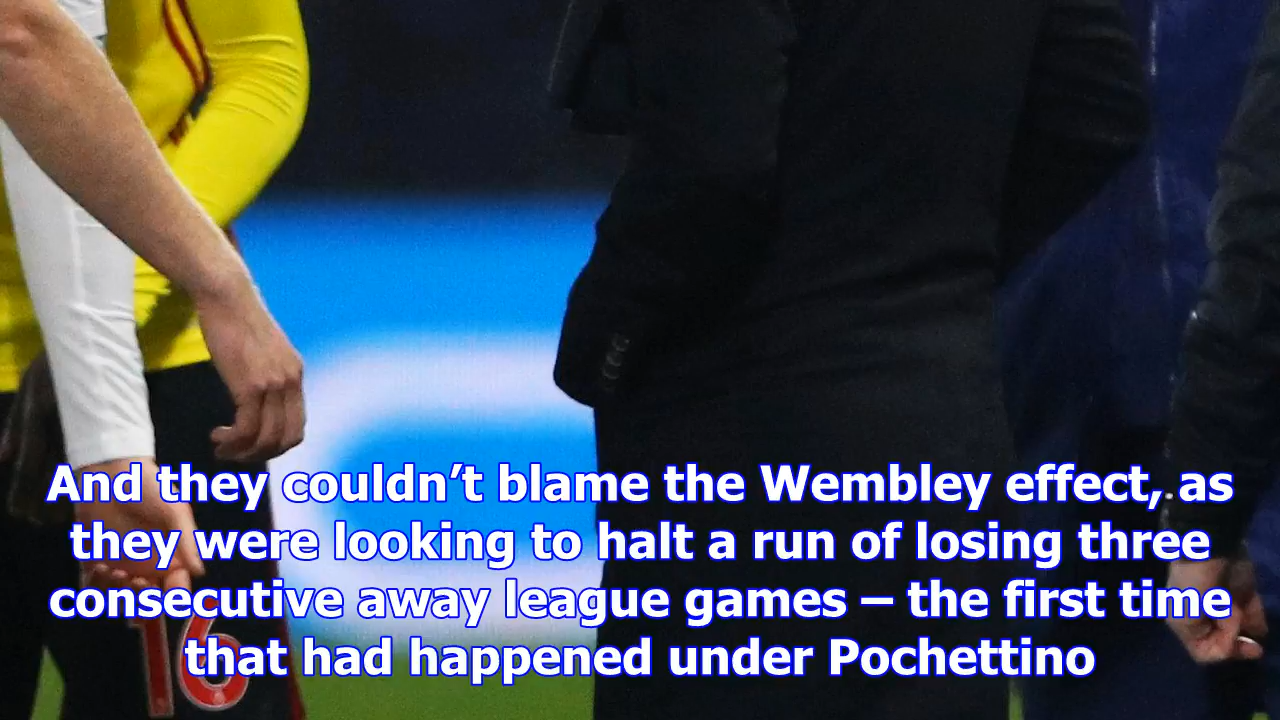 And they couldn’t blame the Wembley effect, as
they were looking to halt a run of losing three
consecutive away league games – the first time
that had happened under Pochettino
16